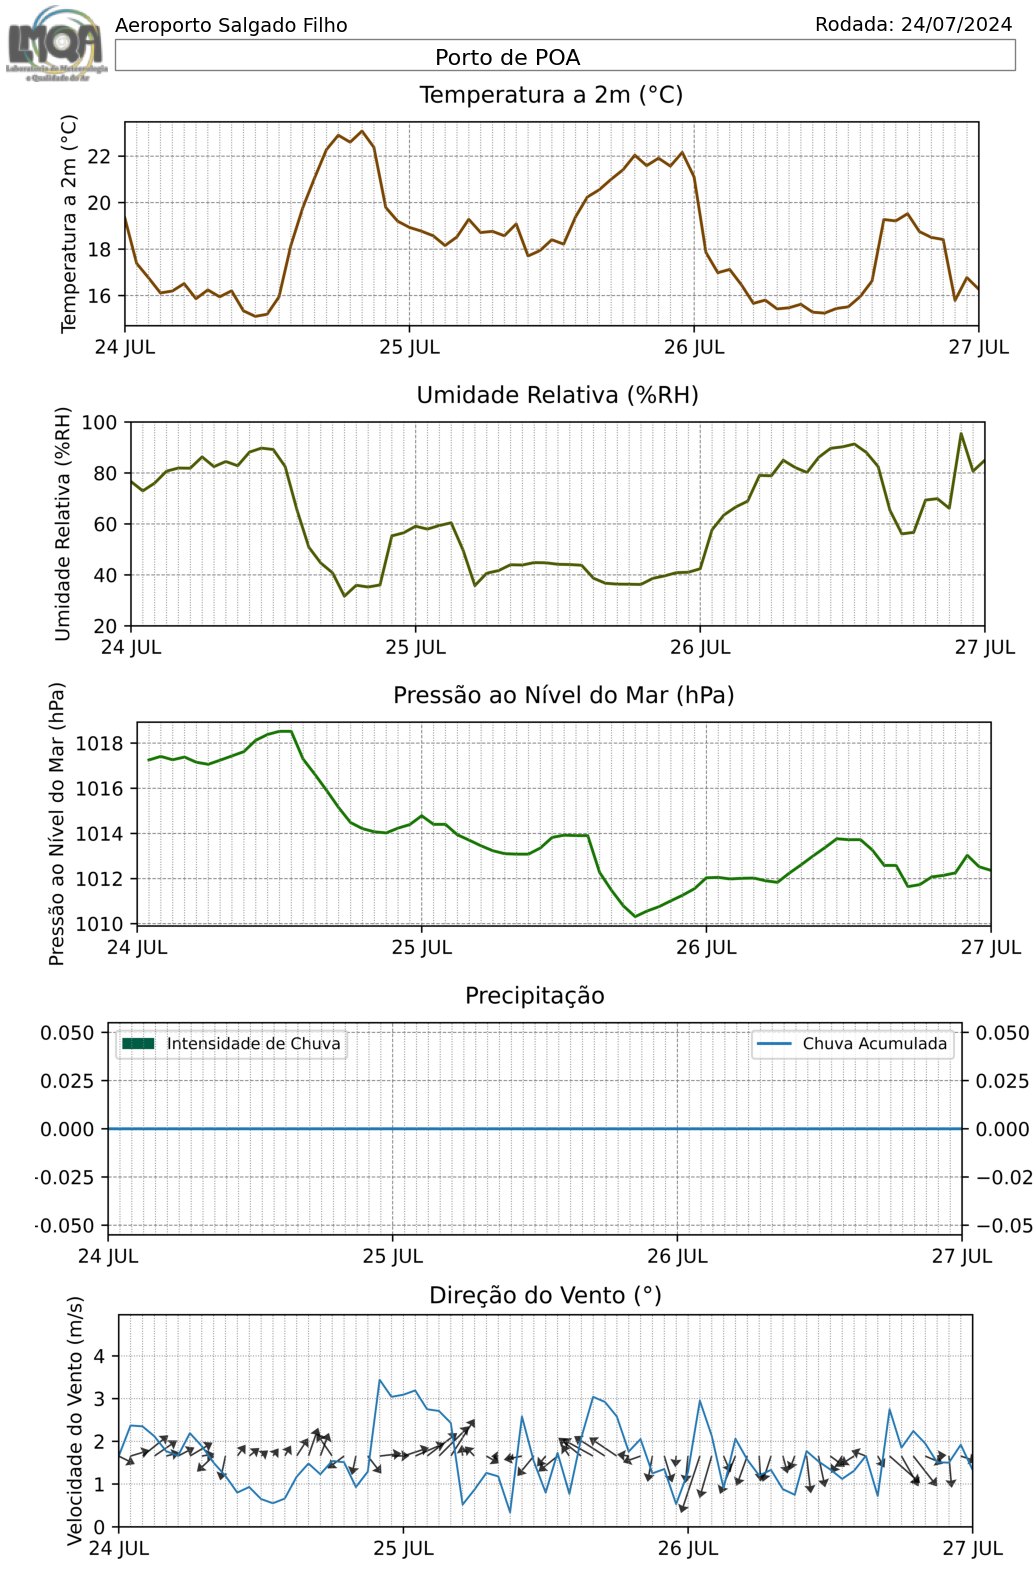 LMQA
Laboratório de Meteorologia
e Qualidade do Ar
Aeroporto Salgado Filho
Rodada: 24/07/2024
Porto de POA
Temperatura a 2m (°C)
Temperatura a 2m (°C)
22
20
18
16
24 JUL 25 JUL 26 JUL 27 JUL
Umidade Relativa (%RH)
Umidade Relativa (%RH)
100
80
60
40
20
24 JUL 25 JUL 26 JUL 27 JUL
Pressão ao Nível do Mar (hPa)
Pressão ao Nível do Mar (hPa)
1018
1016
1014
1012
1010
24 JUL 25 JUL 26 JUL 27 JUL
Precipitação
0.050 Intensidade de Chuva Chuva Acumulada 0.050
0.025 0.025
0.000 0.000
-0.025 −0.02
-0.050 −0.05
24 JUL 25 JUL 26 JUL 27 JUL
Direção do Vento (°)
Velocidade do Vento (m/s)
4
3
2
1
0
24 JUL 25 JUL 26 JUL 27 JUL